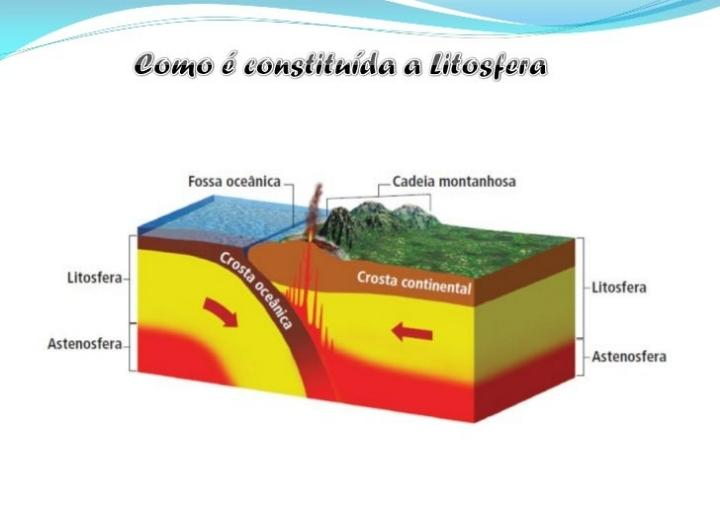 Como é constituída a Litosfera
Fossa oceânica
Cadeia montanhosa
Crosta oceânica
Crosta continental
Litosfera
Litosfera
Astenosfera
Astenosfera